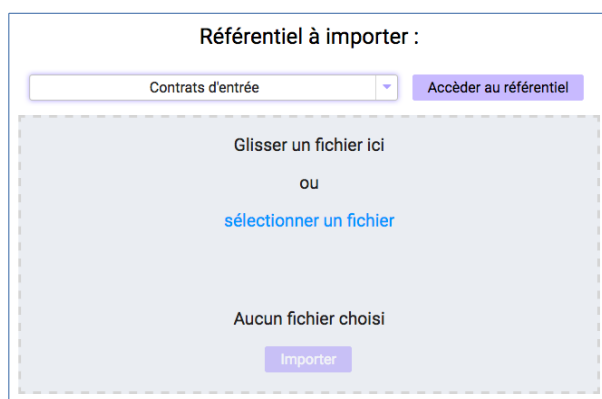 Référentiel à importer :
Contrats d'entrée
Accèder au référentiel
Glisser un fichier ici
ou
sélectionner un fichier
Aucun fichier choisi
Importer